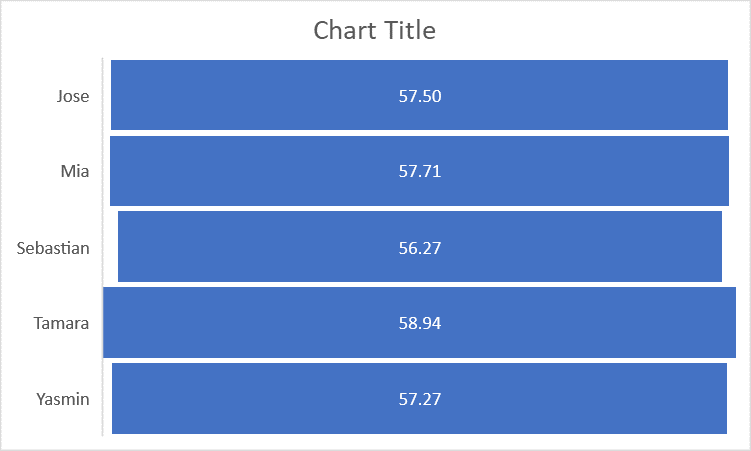 Chart Title
Jose 57.50
Mia 57.71
Sebastian 56.27
Tamara 58.94
Yasmin 57.27